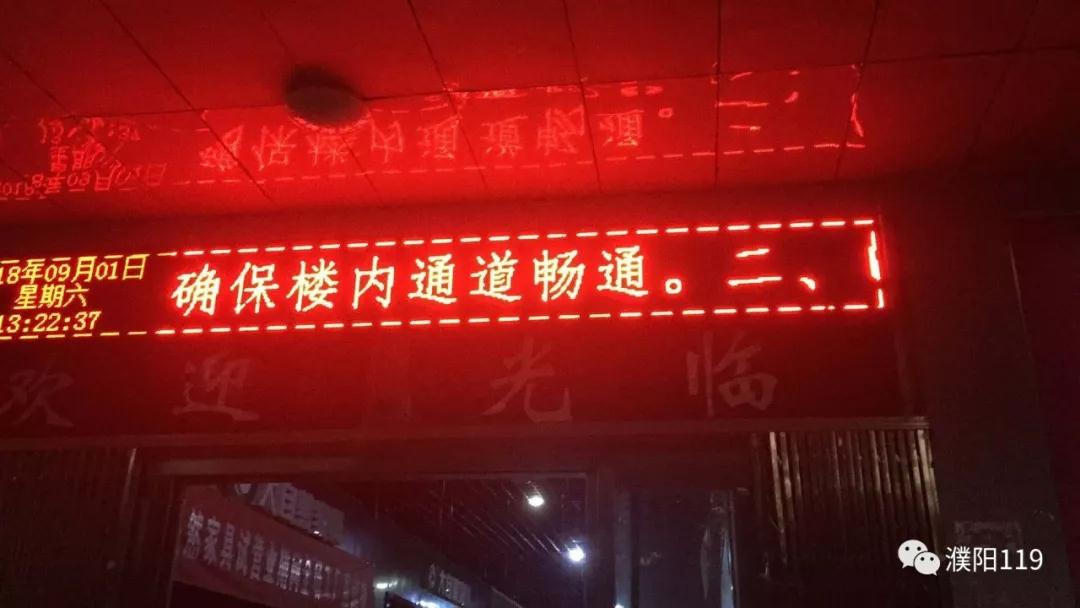 18年09月01日
星期六
13:22:37
确保楼内通道畅通。二、
欢迎光临
濮阳119